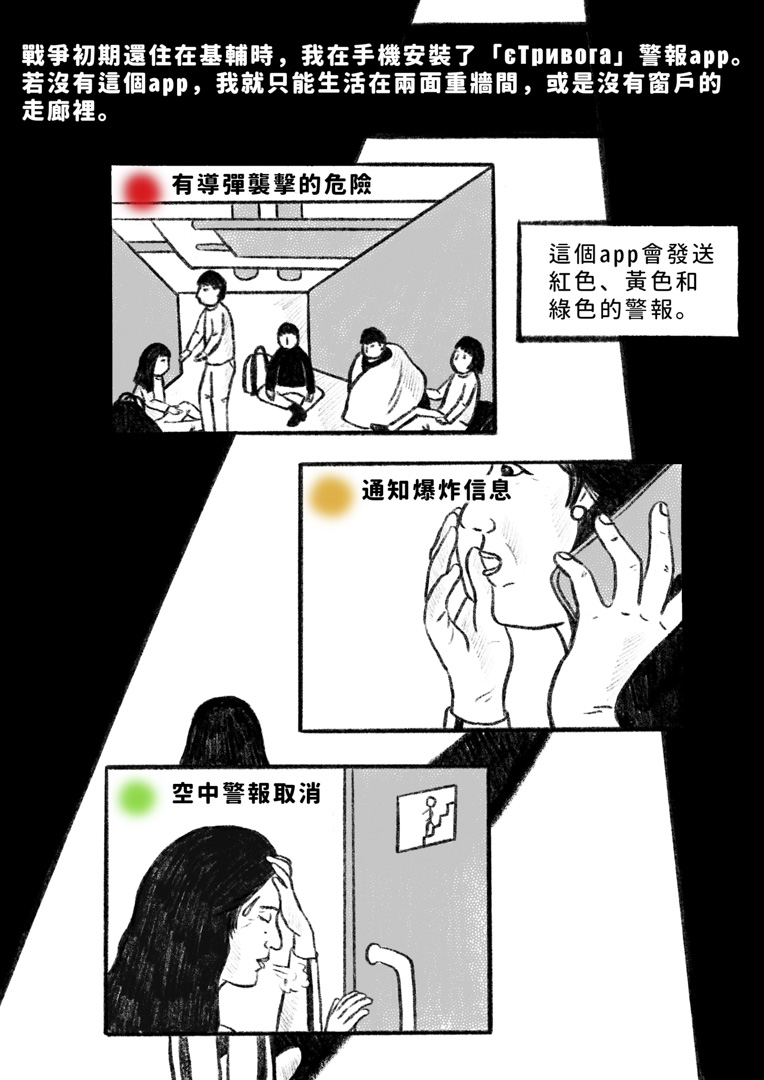 戰爭初期還住在基輔時，我在手機安裝了「єТривога」警報app。
若沒有這個app，我就只能生活在兩面重牆間，或是沒有窗戶的
走廊裡。
有導彈襲擊的危險
這個app會發送
紅色、黃色和
綠色的警報。
通知爆炸信息
空中警報取消